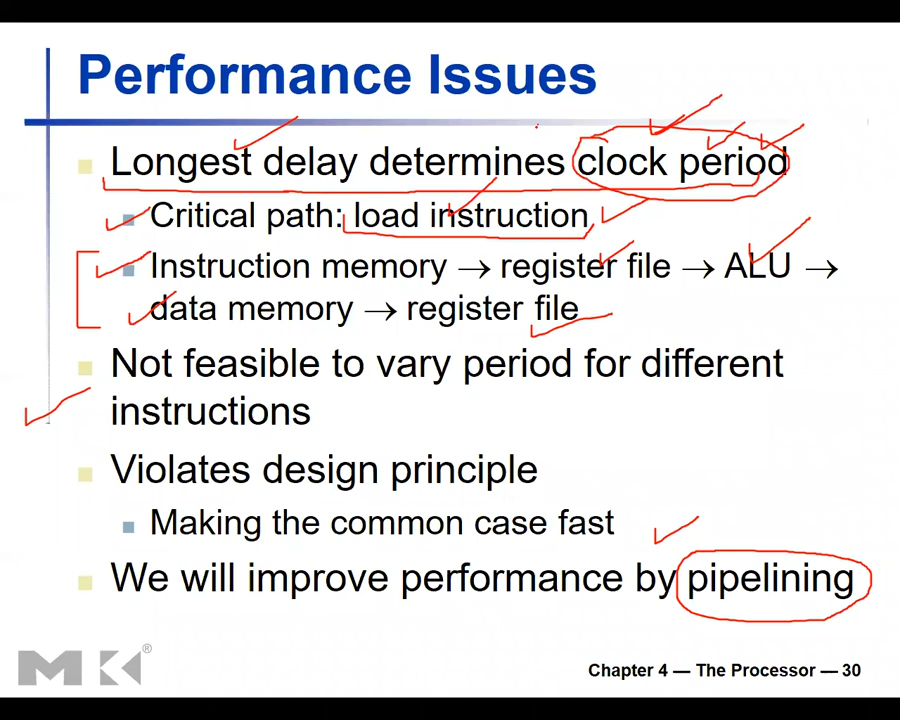 Performance Issues
Longest delay determines clock period
Critical path: load instruction
Instruction memory → register file → ALU →
data memory → register file
Not feasible to vary period for different
instructions
Violates design principle
Making the common case fast
We will improve performance by pipelining
MK®
Chapter 4 — The Processor — 30